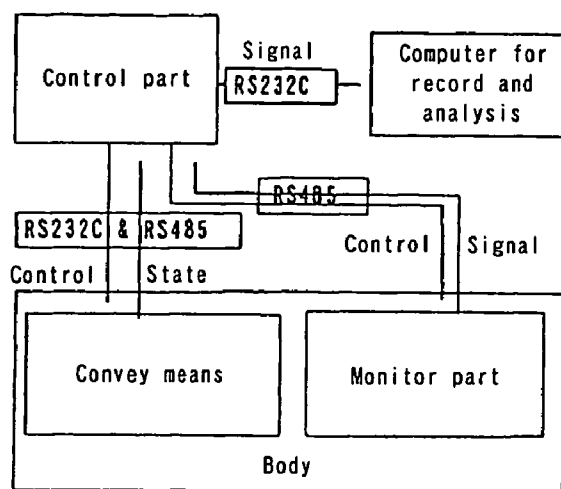 Signal
Control part
RS232C
Computer for
record and
analysis
RS485
RS232C & RS485
Control
Signal
Control
State
Convey means
Monitor part
Body